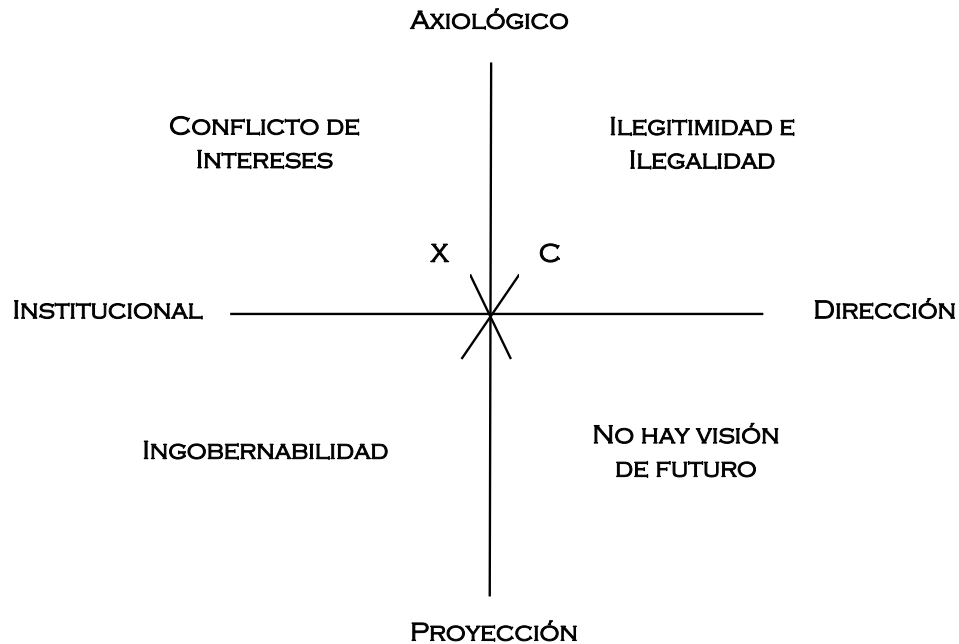 AXIOLÓGICO
CONFLICTO DE
INTERESES
ILEGITIMIDAD E
ILEGALIDAD
X
C
INSTITUCIONAL
DIRECCIÓN
INGOBERNABILIDAD
NO HAY VISIÓN
DE FUTURO
PROYECCIÓN